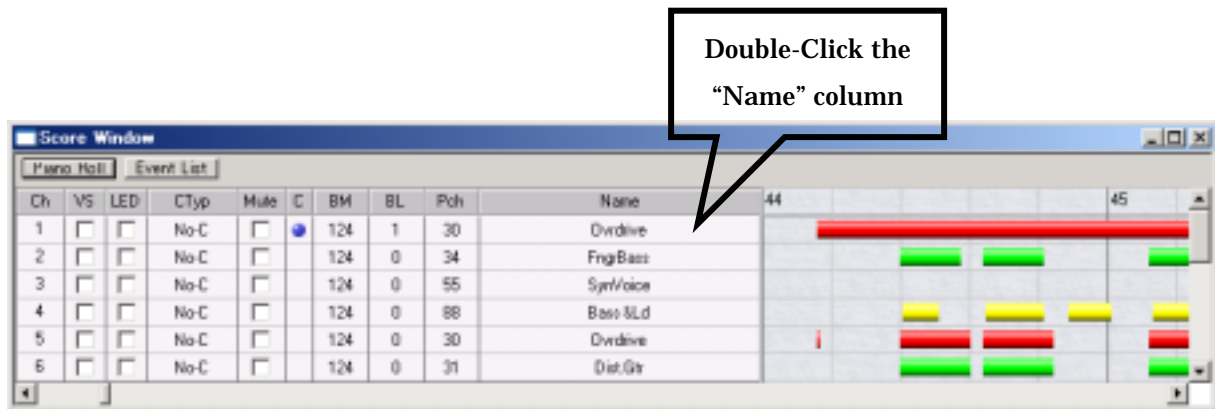 Double-Click the
“Name” column
Score Window
Piano Roll Event List
Ch VS LED CTyp Mute C BM BL Pch Name 44 45
1 No-C 124 1 30 Ovrdrive
2 No-C 124 0 34 FngrBass
3 No-C 124 0 55 SynVoice
4 No-C 124 0 88 Bass &Ld
5 No-C 124 0 30 Ovrdrive
6 No-C 124 0 31 Dist.Gtr